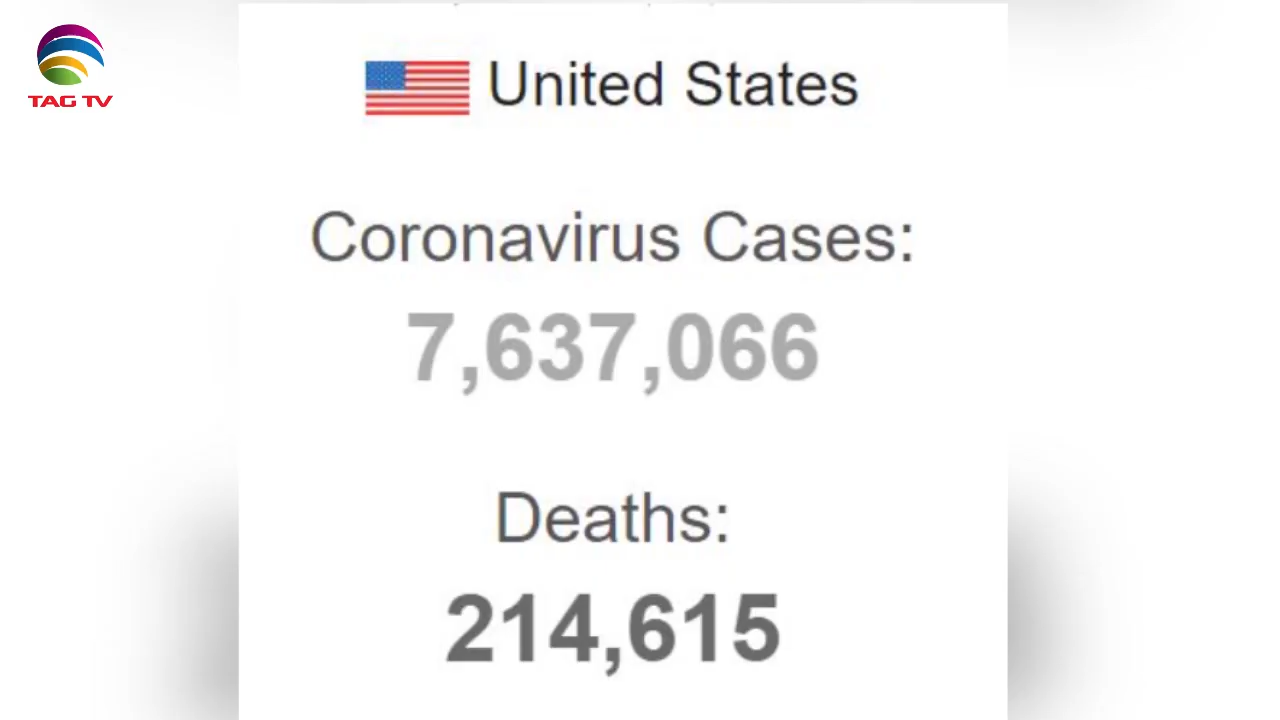 TAG TV
United States
Coronavirus Cases:
7,637,066
Deaths:
214,615